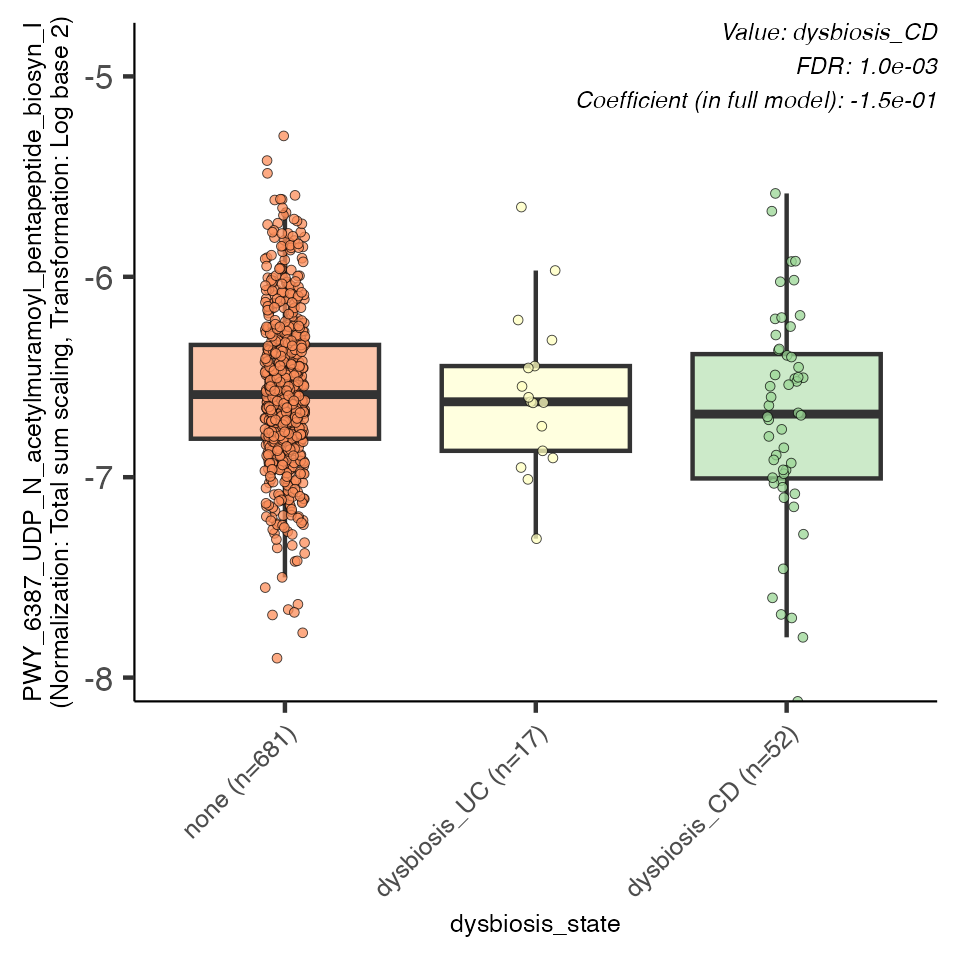 Value: dysbiosis_CD
FDR: 1.0e-03
Coefficient (in full model): -1.5e-01
PWY_6387_UDP_N_acetylmuramoyl_pentapeptide_biosyn_I
(Normalization: Total sum scaling, Transformation: Log base 2)
-5
-6
-7
-8
none (n=681)
dysbiosis_UC (n=17)
dysbiosis_CD (n=52)
dysbiosis_state